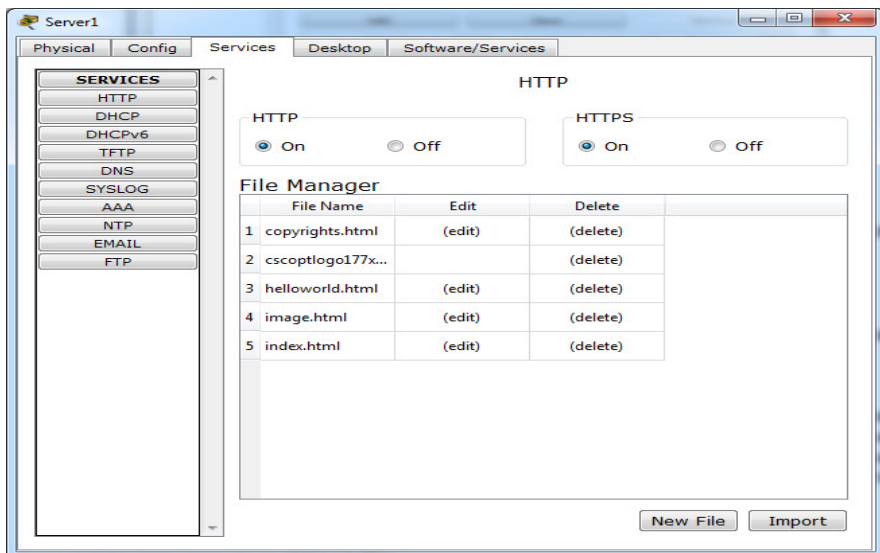 Server1
Physical Config Services Desktop Software/Services
SERVICES
HTTP
DHCP
DHCPv6
TFTP
DNS
SYSLOG
AAA
NTP
EMAIL
FTP
HTTP
HTTP HTTPS
On Off On Off
File Manager
File Name Edit Delete
1 copyrights.html (edit) (delete)
2 cscoptlogo177x... (delete)
3 helloworld.html (edit) (delete)
4 image.html (edit) (delete)
5 index.html (edit) (delete)
New File Import